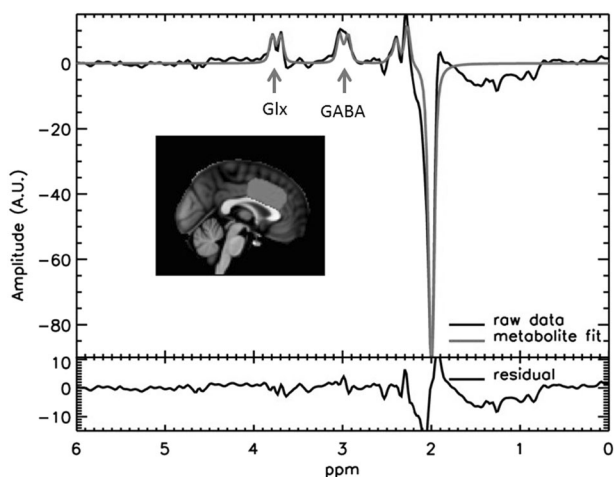 0
Glx
GABA
-20
-40
-60
Amplitude (A.U.)
-80
raw data
metabolite fit
10
0
-10
residual
6 5 4 3 2 1 0
ppm